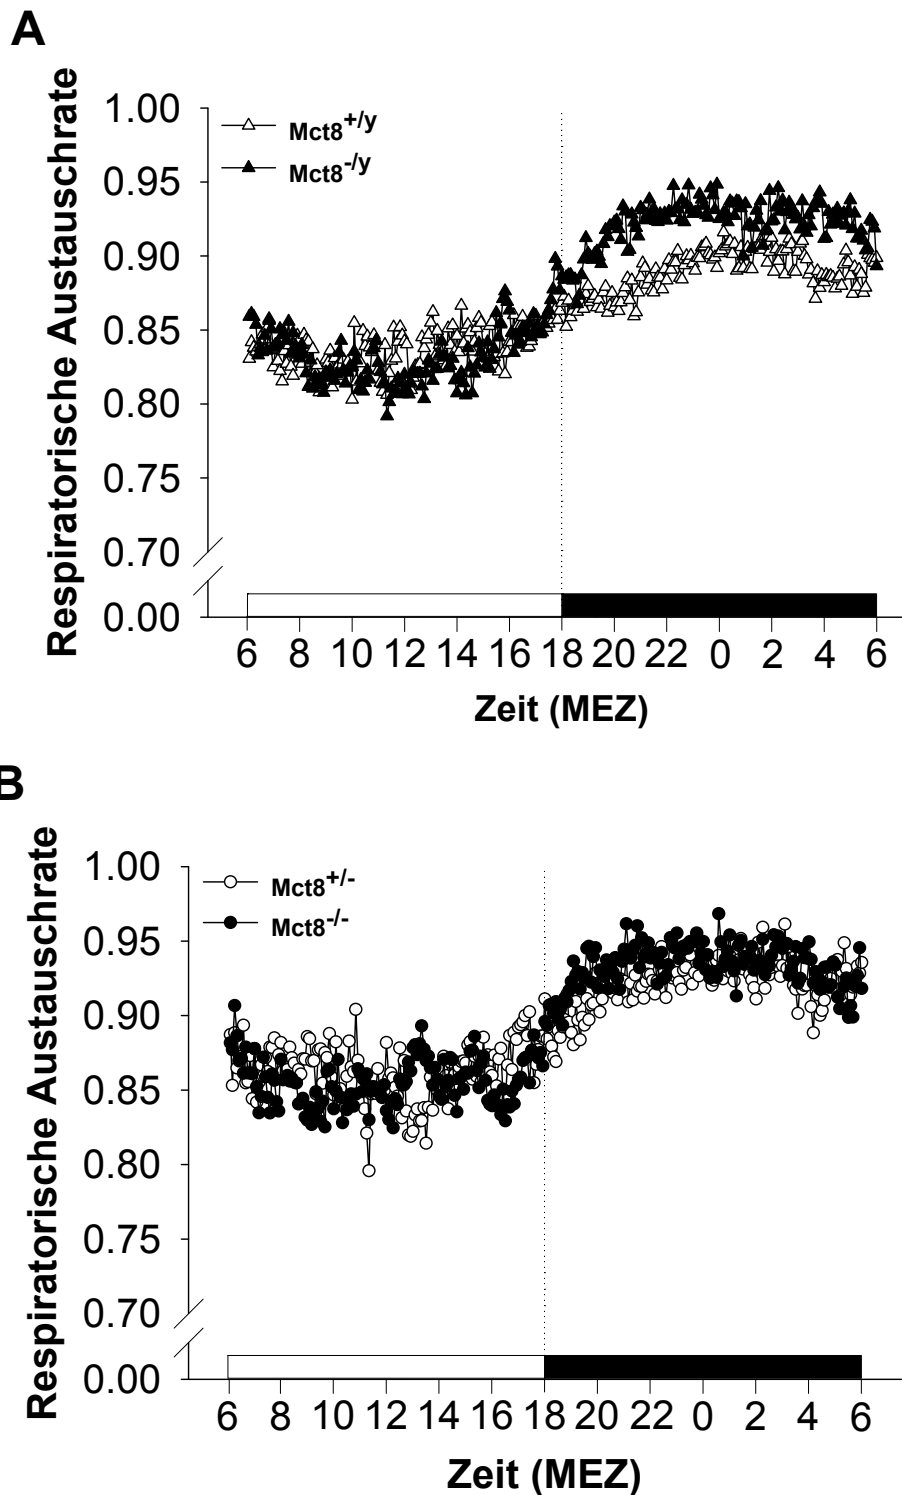 A
Respiratorische Austauschrate
1.00
0.95
0.90
0.85
0.80
0.75
0.70
0.00
Mct8+/y
Mct8-/y
6 8 10 12 14 16 18 20 22 0 2 4 6
Zeit (MEZ)
B
Respiratorische Austauschrate
1.00
0.95
0.90
0.85
0.80
0.75
0.70
0.00
Mct8+/-
Mct8-/-
6 8 10 12 14 16 18 20 22 0 2 4 6
Zeit (MEZ)